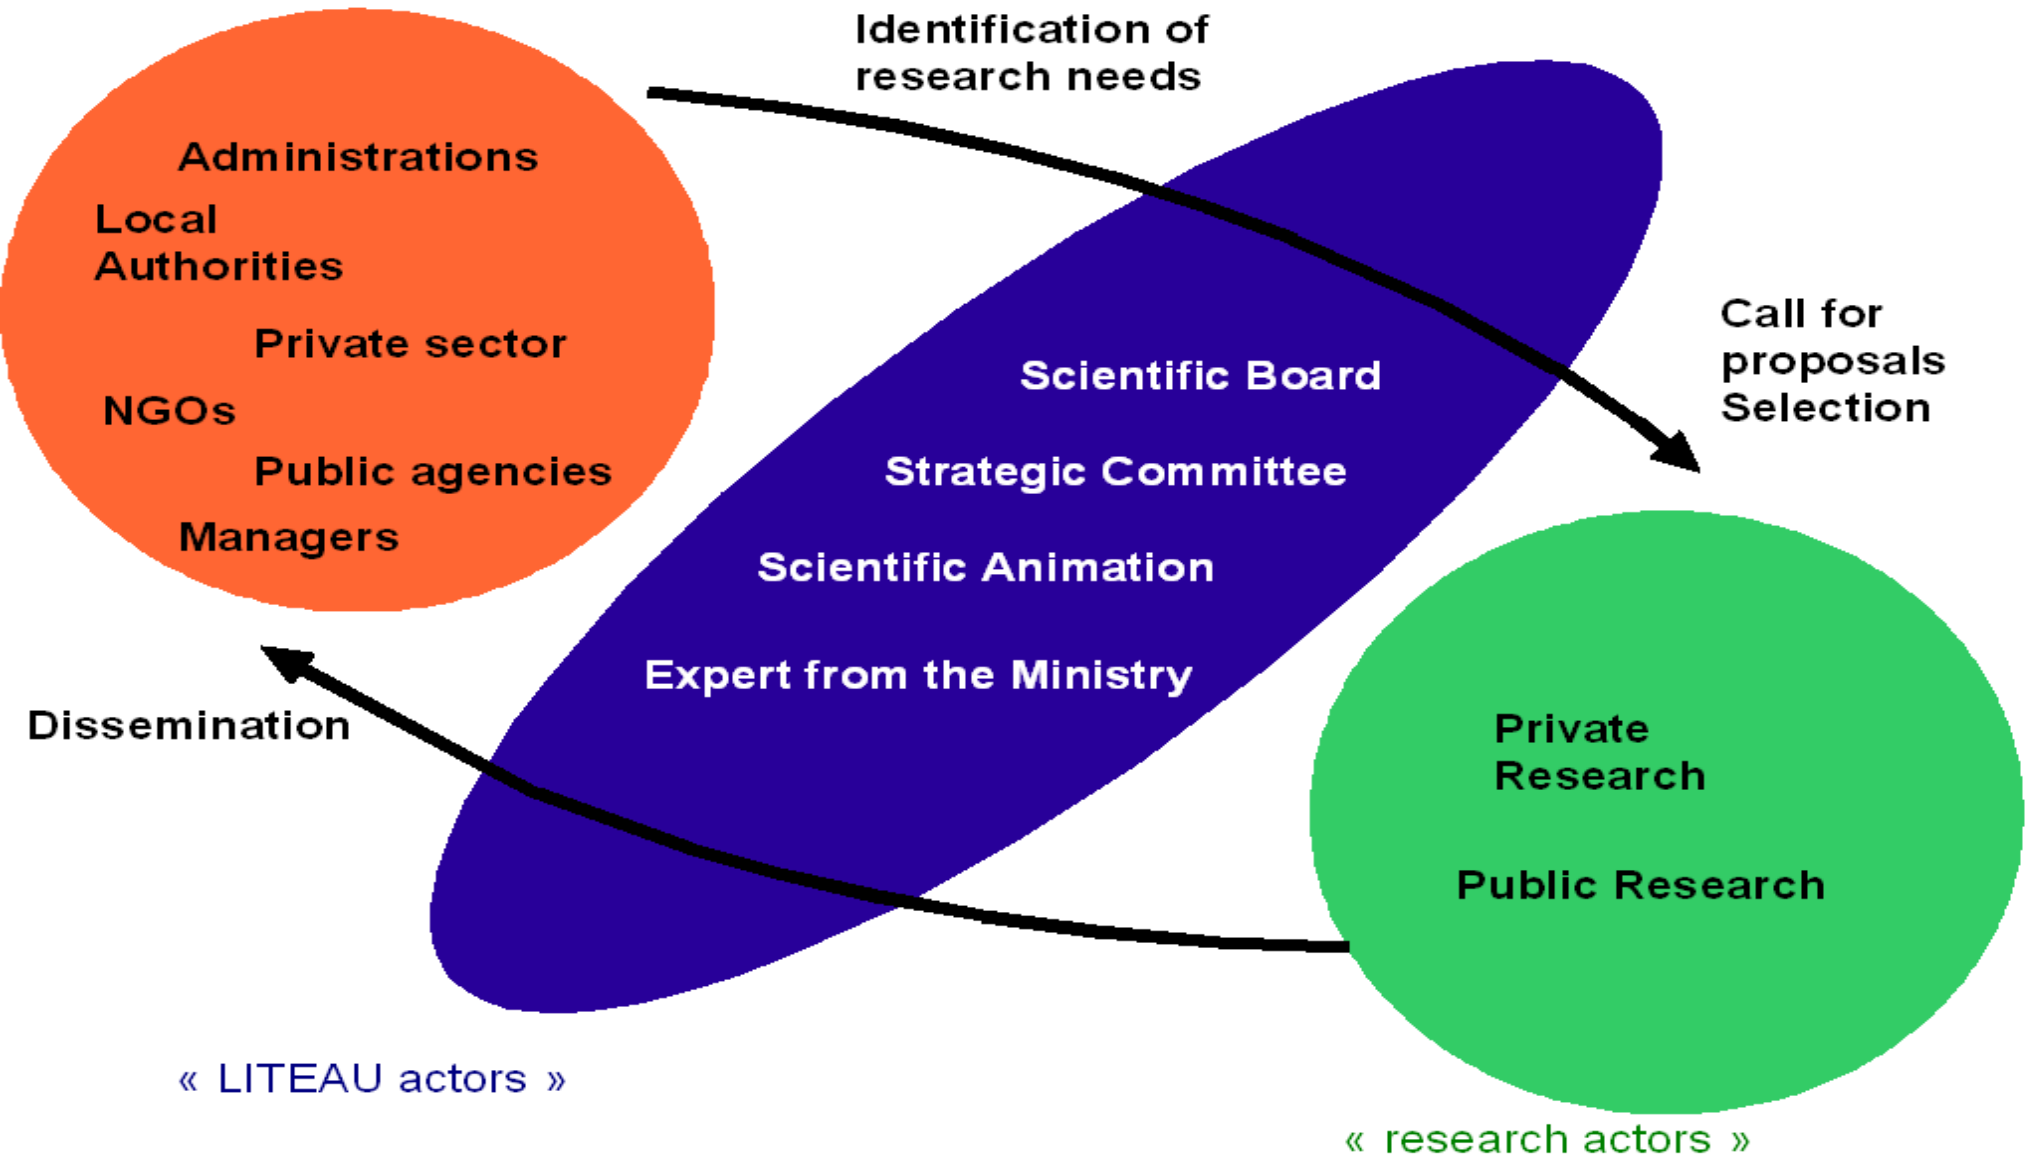 Identification of
research needs
Administrations
Local
Authorities
Private sector
NGOs
Public agencies
Managers
Call for
proposals
Selection
Scientific Board
Strategic Committee
Scientific Animation
Expert from the Ministry
Dissemination
Private
Research
Public Research
« LITEAU actors »
« research actors »